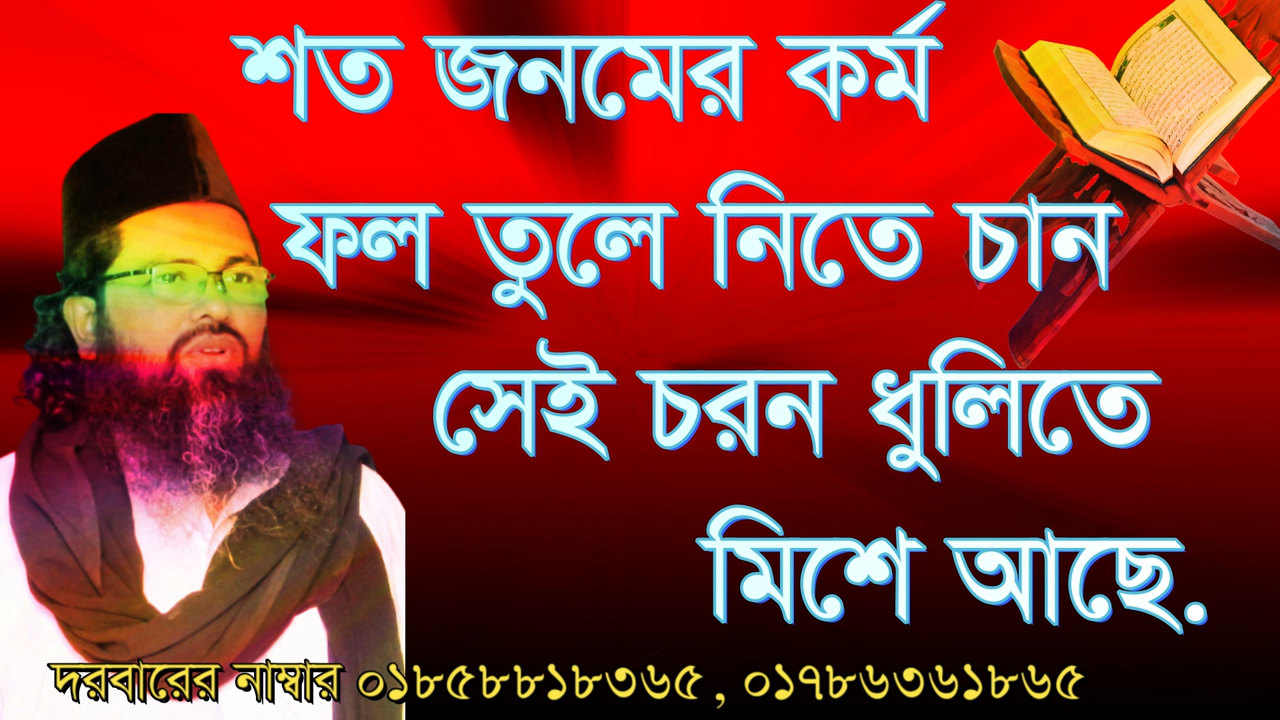 শত জনমের কর্ম
ফল তুলে নিতে চান
সেই চরন ধুলিতে
মিশে আছে.
দরবারের নাম্বার ০১৮৫৮৮১৮৩৬৫, ০১৭৮৬৩৬১৮৬৫